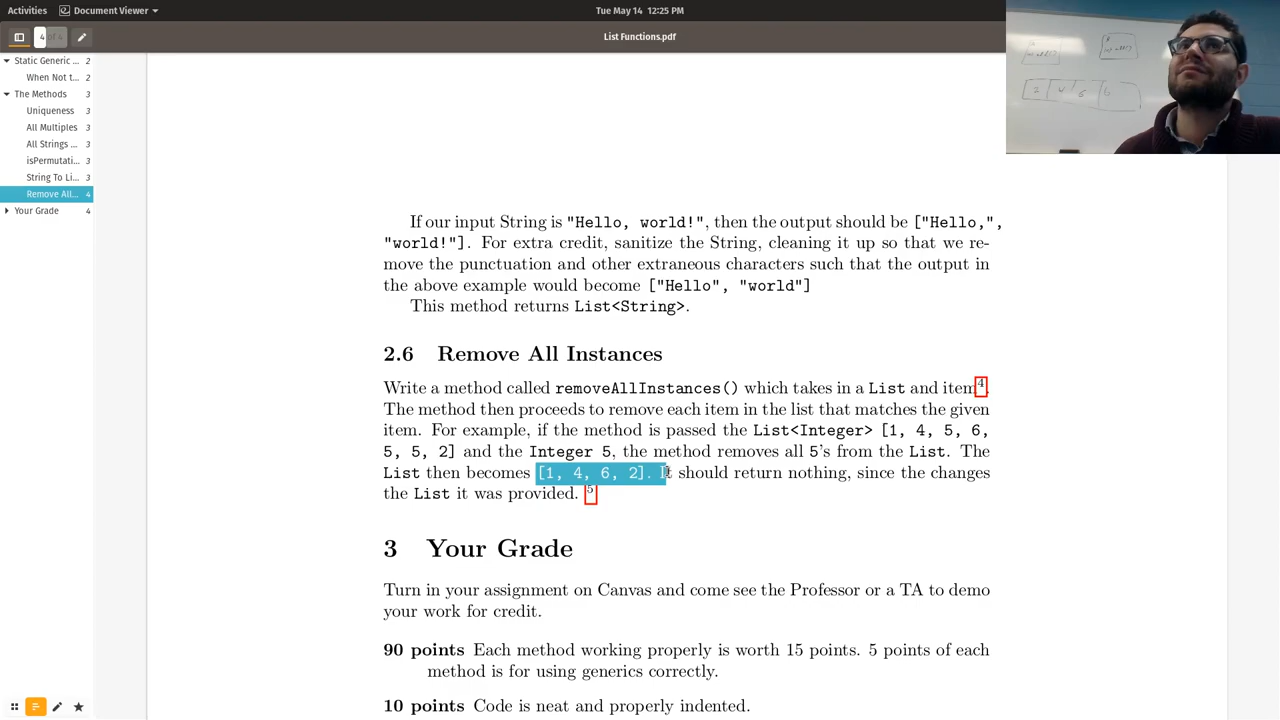 Activities
Document Viewer
Tue May 14 12:25 PM
4 of 4
List Functions.pdf
Static Generic ... 2
When Not t... 2
The Methods 3
Uniqueness 3
All Multiples 3
All Strings ... 3
isPermutati... 3
String To Li... 3
Remove All... 4
Your Grade 4
If our input String is "Hello, world!", then the output should be ["Hello,",
"world!"]. For extra credit, sanitize the String, cleaning it up so that we re-
move the punctuation and other extraneous characters such that the output in
the above example would become ["Hello", "world"]
This method returns List<String>.
2.6 Remove All Instances
Write a method called removeAllInstances() which takes in a List and item4.
The method then proceeds to remove each item in the list that matches the given
item. For example, if the method is passed the List<Integer> [1, 4, 5, 6,
5, 5, 2] and the Integer 5, the method removes all 5's from the List. The
List then becomes [1, 4, 6, 2]. It should return nothing, since the changes
the List it was provided. 5
3 Your Grade
Turn in your assignment on Canvas and come see the Professor or a TA to demo
your work for credit.
90 points Each method working properly is worth 15 points. 5 points of each
method is for using generics correctly.
10 points Code is neat and properly indented.